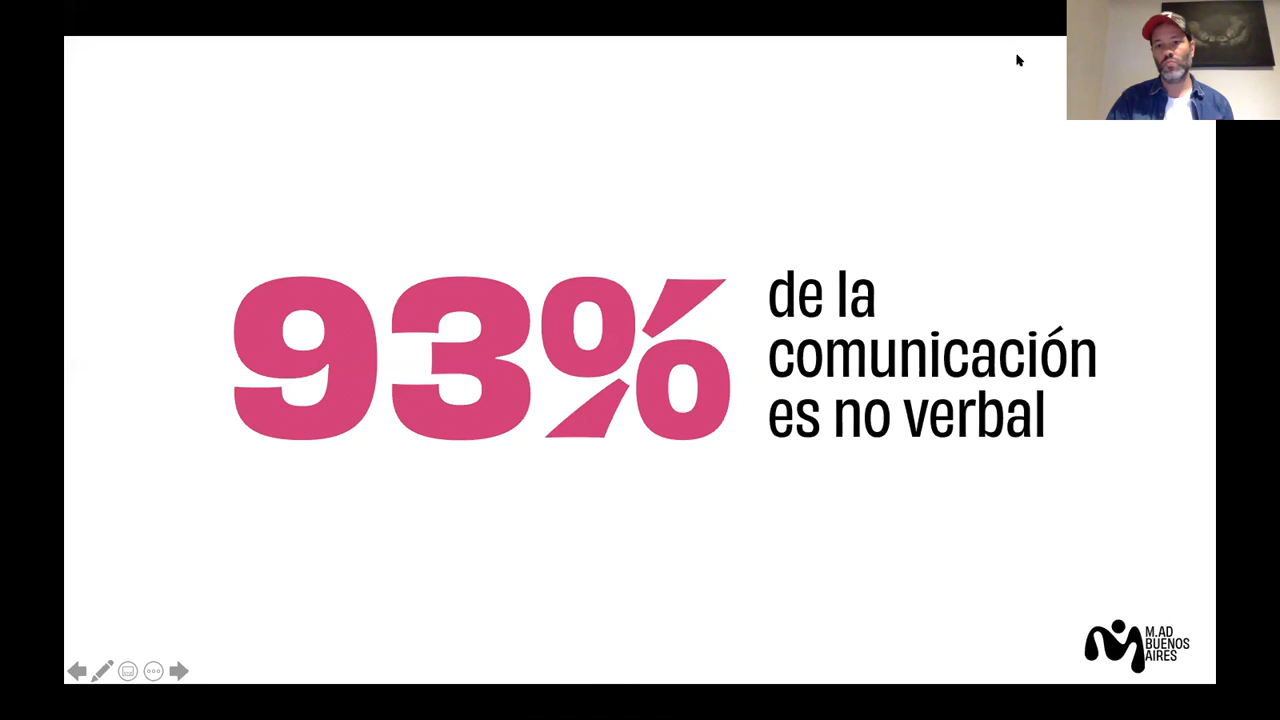 93%
de la
comunicación
es no verbal
M.AD
BUENOS
AIRES